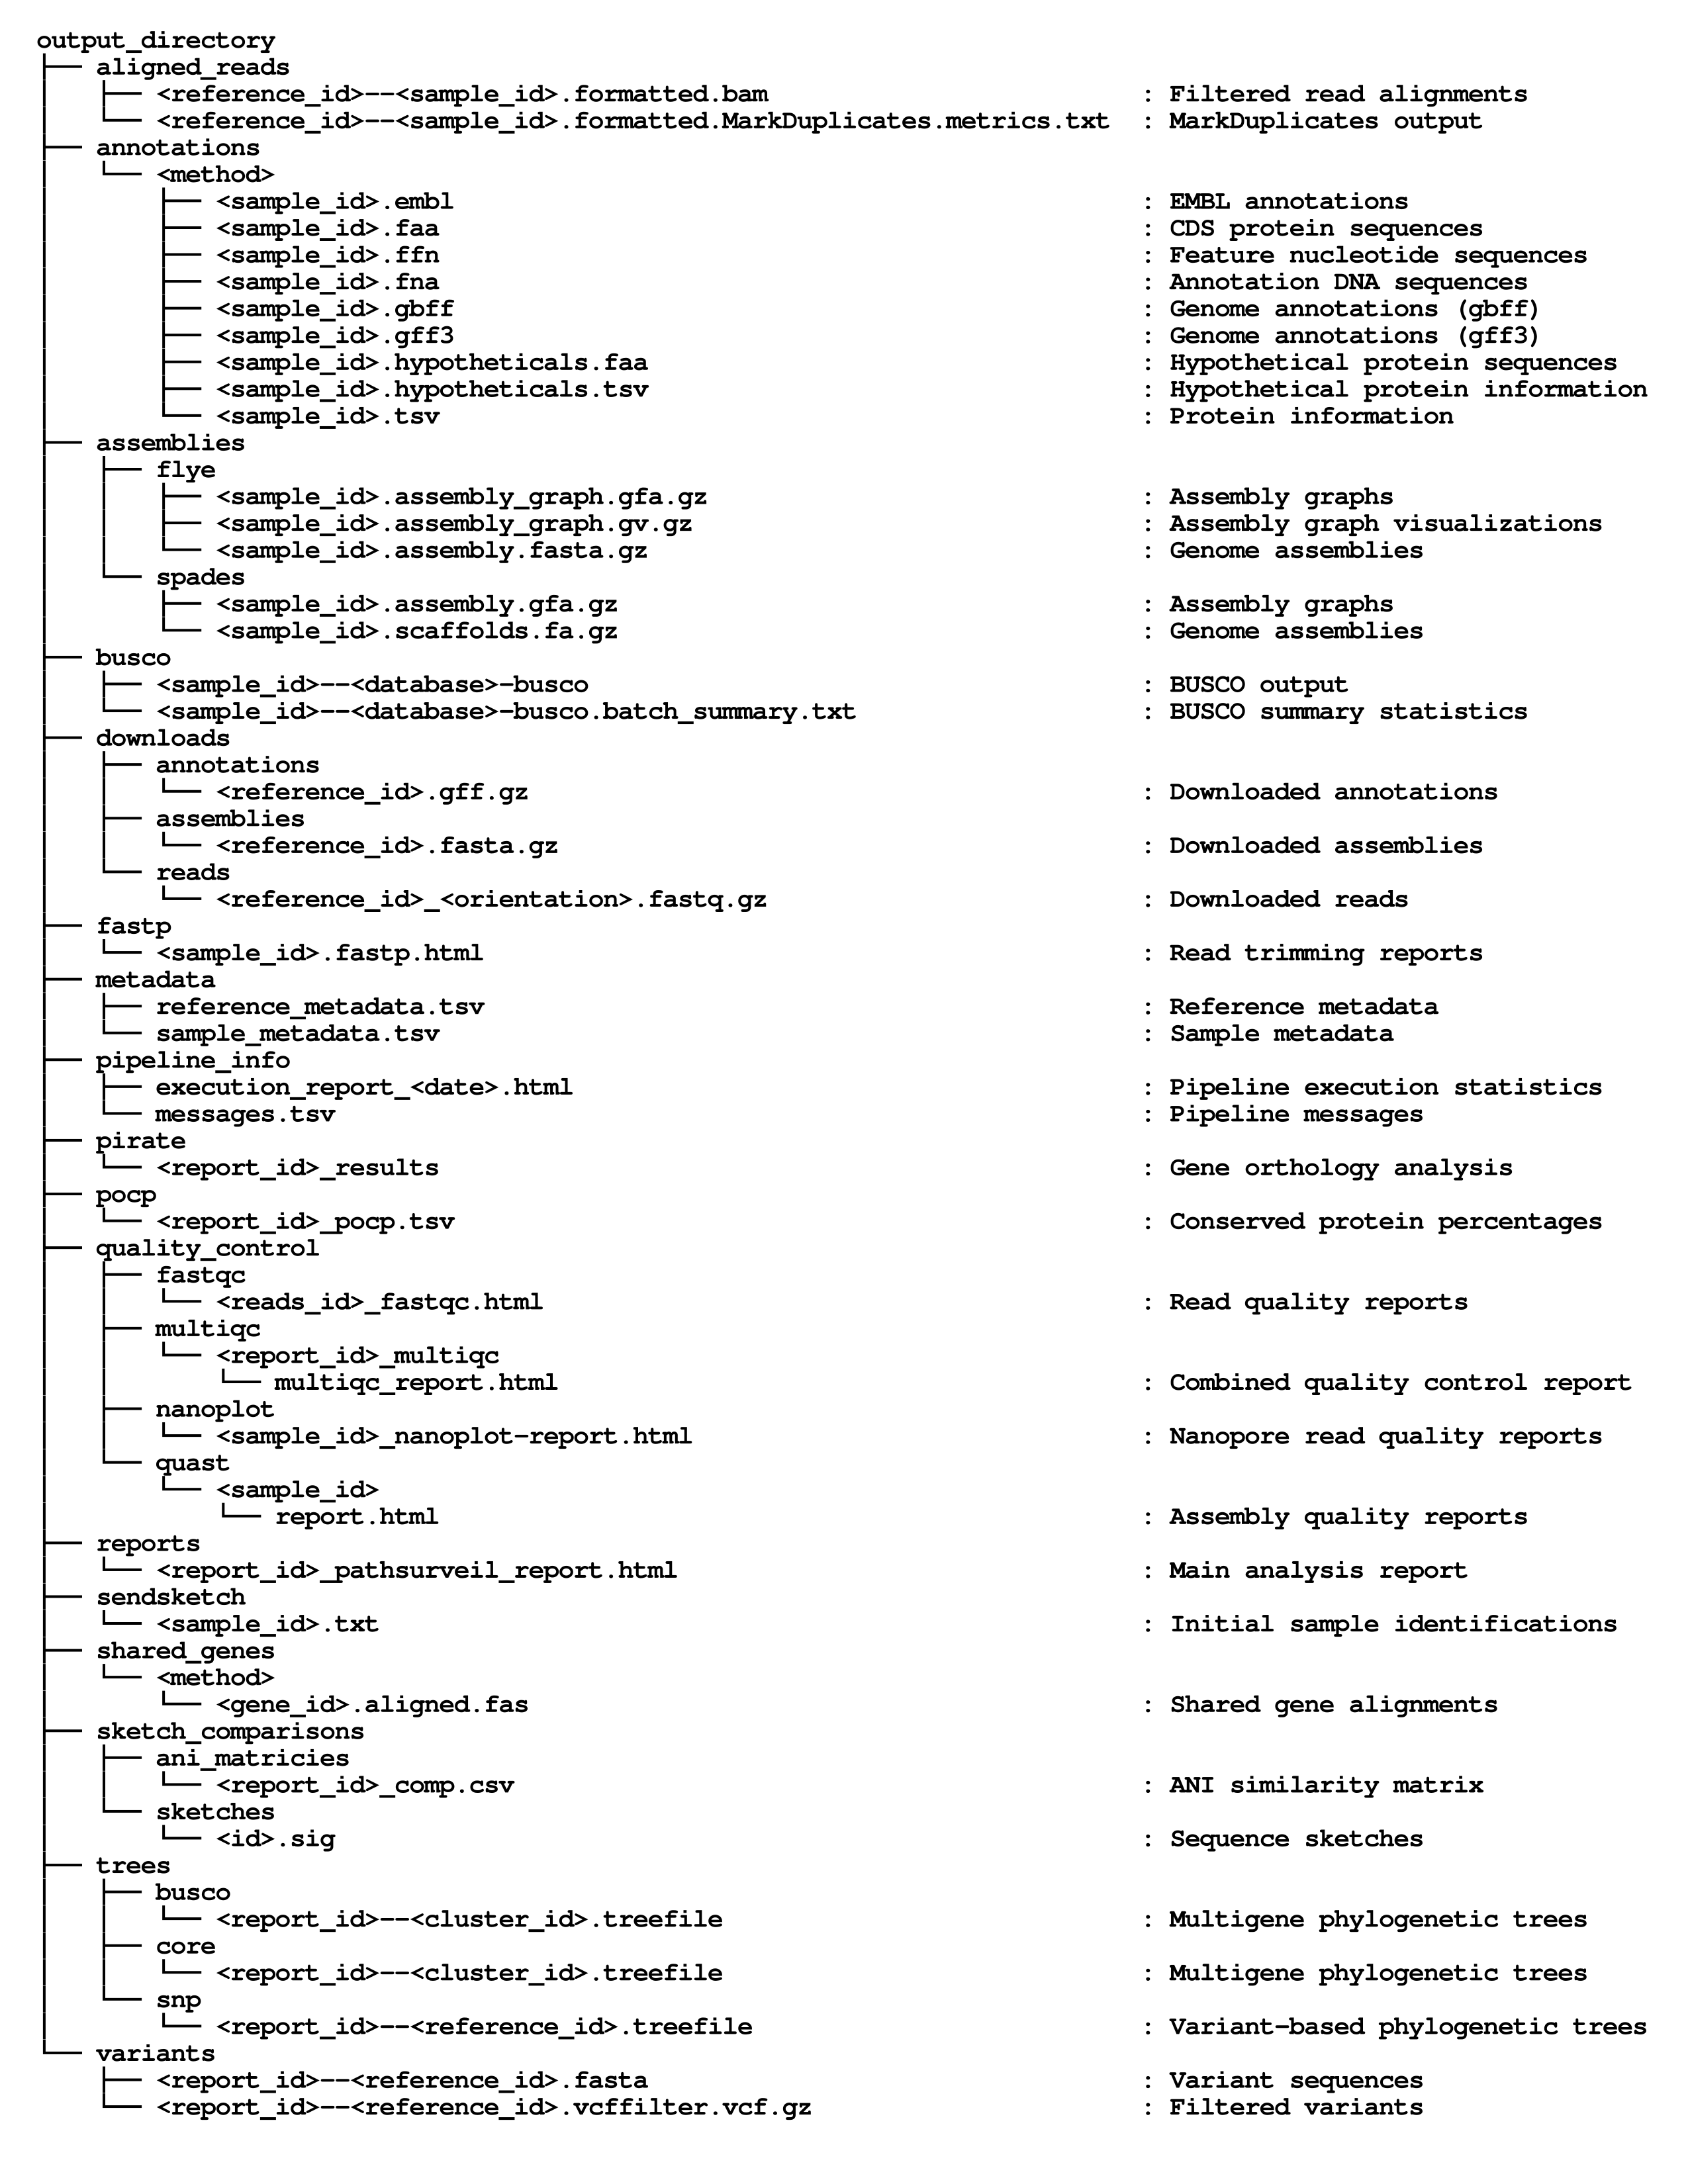 output_directory
├── aligned_reads
│   ├── <reference_id>--<sample_id>.formatted.bam : Filtered read alignments
│   └── <reference_id>--<sample_id>.formatted.MarkDuplicates.metrics.txt : MarkDuplicates output
├── annotations
│   └── <method>
│       ├── <sample_id>.embl : EMBL annotations
│       ├── <sample_id>.faa : CDS protein sequences
│       ├── <sample_id>.ffn : Feature nucleotide sequences
│       ├── <sample_id>.fna : Annotation DNA sequences
│       ├── <sample_id>.gbff : Genome annotations (gbff)
│       ├── <sample_id>.gff3 : Genome annotations (gff3)
│       ├── <sample_id>.hypotheticals.faa : Hypothetical protein sequences
│       ├── <sample_id>.hypotheticals.tsv : Hypothetical protein information
│       └── <sample_id>.tsv : Protein information
├── assemblies
│   ├── flye
│   │   ├── <sample_id>.assembly_graph.gfa.gz : Assembly graphs
│   │   ├── <sample_id>.assembly_graph.gv.gz : Assembly graph visualizations
│   │   └── <sample_id>.assembly.fasta.gz : Genome assemblies
│   └── spades
│       ├── <sample_id>.assembly.gfa.gz : Assembly graphs
│       └── <sample_id>.scaffolds.fa.gz : Genome assemblies
├── busco
│   ├── <sample_id>--<database>-busco : BUSCO output
│   └── <sample_id>--<database>-busco.batch_summary.txt : BUSCO summary statistics
├── downloads
│   ├── annotations
│   │   └── <reference_id>.gff.gz : Downloaded annotations
│   ├── assemblies
│   │   └── <reference_id>.fasta.gz : Downloaded assemblies
│   └── reads
│       └── <reference_id>_<orientation>.fastq.gz : Downloaded reads
├── fastp
│   └── <sample_id>.fastp.html : Read trimming reports
├── metadata
│   ├── reference_metadata.tsv : Reference metadata
│   └── sample_metadata.tsv : Sample metadata
├── pipeline_info
│   ├── execution_report_<date>.html : Pipeline execution statistics
│   └── messages.tsv : Pipeline messages
├── pirate
│   └── <report_id>_results : Gene orthology analysis
├── pocp
│   └── <report_id>_pocp.tsv : Conserved protein percentages
├── quality_control
│   ├── fastqc
│   │   └── <reads_id>_fastqc.html : Read quality reports
│   ├── multiqc
│   │   └── <report_id>_multiqc
│   │       └── multiqc_report.html : Combined quality control report
│   ├── nanoplot
│   │   └── <sample_id>_nanoplot-report.html : Nanopore read quality reports
│   └── quast
│       └── <sample_id>
│           └── report.html : Assembly quality reports
├── reports
│   └── <report_id>_pathsurveil_report.html : Main analysis report
├── sendsketch
│   └── <sample_id>.txt : Initial sample identifications
├── shared_genes
│   └── <method>
│       └── <gene_id>.aligned.fas : Shared gene alignments
├── sketch_comparisons
│   ├── ani_matricies
│   │   └── <report_id>_comp.csv : ANI similarity matrix
│   └── sketches
│       └── <id>.sig : Sequence sketches
├── trees
│   ├── busco
│   │   └── <report_id>--<cluster_id>.treefile : Multigene phylogenetic trees
│   ├── core
│   │   └── <report_id>--<cluster_id>.treefile : Multigene phylogenetic trees
│   └── snp
│       └── <report_id>--<reference_id>.treefile : Variant-based phylogenetic trees
└── variants
    ├── <report_id>--<reference_id>.fasta : Variant sequences
    └── <report_id>--<reference_id>.vcffilter.vcf.gz : Filtered variants